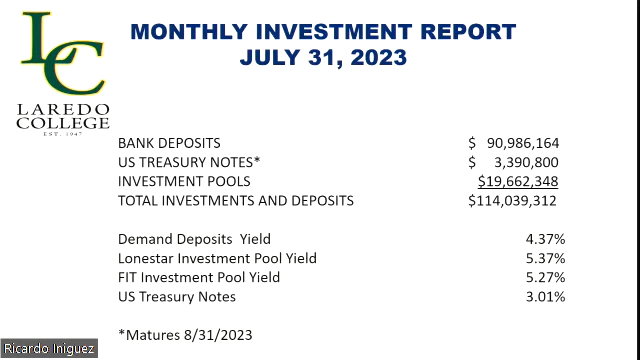 MONTHLY INVESTMENT REPORT
JULY 31, 2023
LC
LAREDO
COLLEGE
EST. 1947
BANK DEPOSITS $ 90,986,164
US TREASURY NOTES* $ 3,390,800
INVESTMENT POOLS $19,662,348
TOTAL INVESTMENTS AND DEPOSITS $114,039,312
Demand Deposits Yield 4.37%
Lonestar Investment Pool Yield 5.37%
FIT Investment Pool Yield 5.27%
US Treasury Notes 3.01%
*Matures 8/31/2023
Ricardo Iniguez